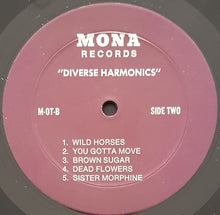 MONA
RECORDS
"DIVERSE HARMONICS"
M-OT-B SIDE TWO
1. WILD HORSES
2. YOU GOTTA MOVE
3. BROWN SUGAR
4. DEAD FLOWERS
5. SISTER MORPHINE